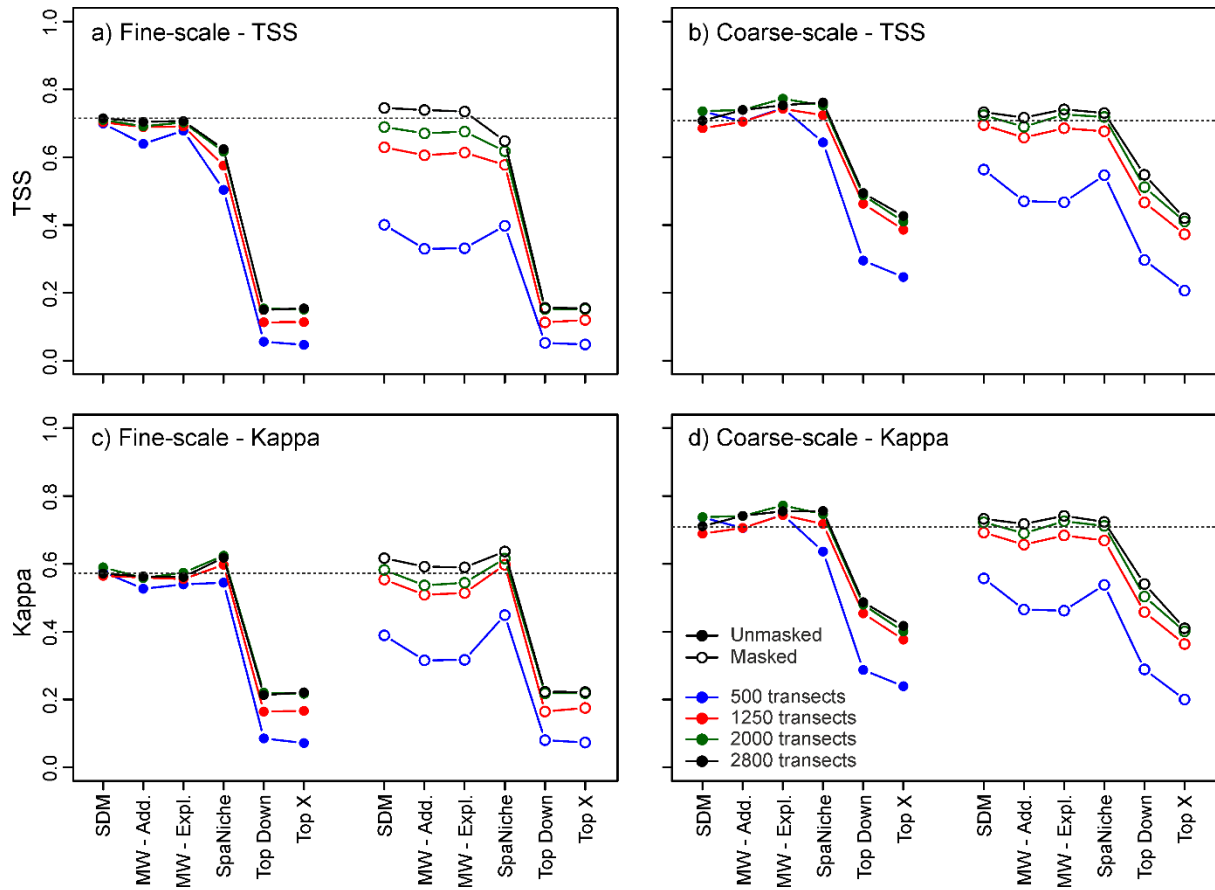 a) Fine-scale - TSS
b) Coarse-scale - TSS
TSS
0.0
0.2
0.4
0.6
0.8
1.0
c) Fine-scale - Kappa
d) Coarse-scale - Kappa
Kappa
0.0
0.2
0.4
0.6
0.8
1.0
Unmasked
Masked
500 transects
1250 transects
2000 transects
2800 transects
SDM
MW - Add.
MW - Expl.
SpaNiche
Top Down
Top X
SDM
MW - Add.
MW - Expl.
SpaNiche
Top Down
Top X
SDM
MW - Add.
MW - Expl.
SpaNiche
Top Down
Top X
SDM
MW - Add.
MW - Expl.
SpaNiche
Top Down
Top X